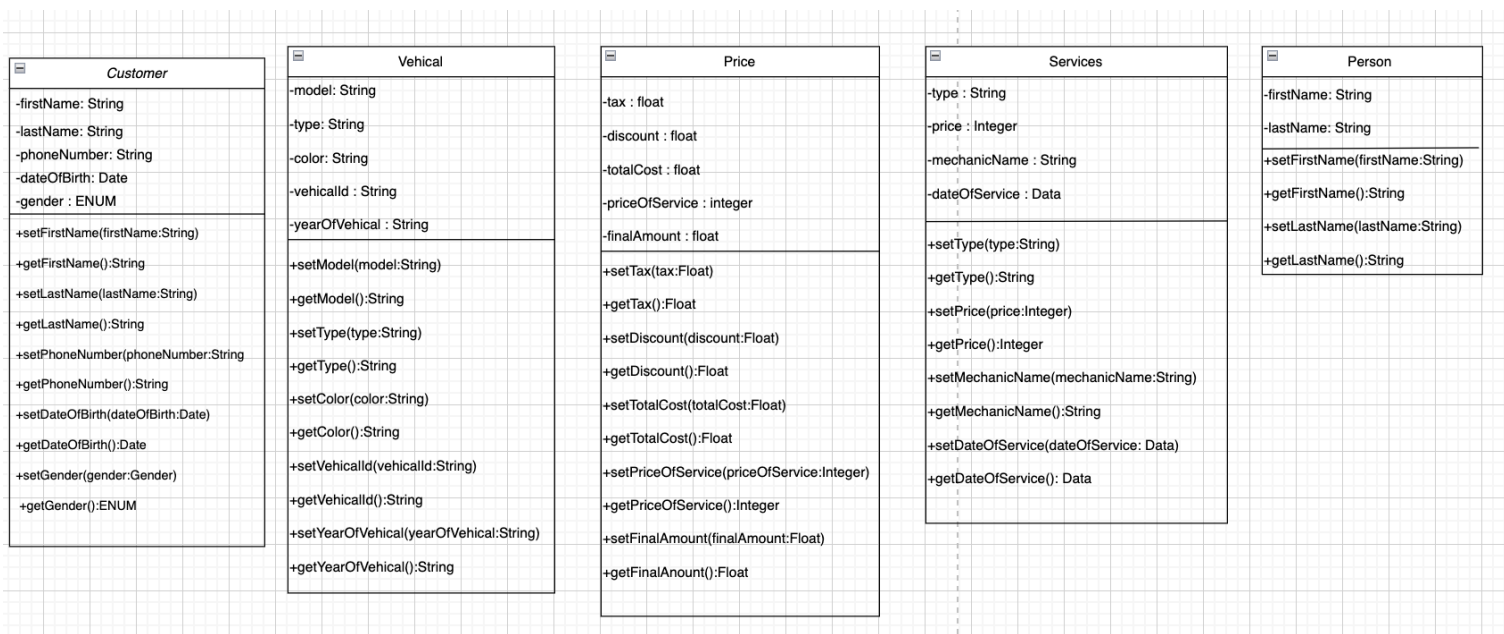 Customer
-firstName: String
-lastName: String
-phoneNumber: String
-dateOfBirth: Date
-gender : ENUM
+setFirstName(firstName:String)
+getFirstName():String
+setLastName(lastName:String)
+getLastName():String
+setPhoneNumber(phoneNumber:String
+getPhoneNumber():String
+setDateOfBirth(dateOfBirth:Date)
+getDateOfBirth():Date
+setGender(gender:Gender)
+getGender():ENUM
Vehical
-model: String
-type: String
-color: String
-vehicalId : String
-yearOfVehical : String
+setModel(model:String)
+getModel():String
+setType(type:String)
+getType():String
+setColor(color:String)
+getColor():String
+setVehicalId(vehicalId:String)
+getVehicalId():String
+setYearOfVehical(yearOfVehical:String)
+getYearOfVehical():String
Price
-tax : float
-discount : float
-totalCost : float
-priceOfService : integer
-finalAmount : float
+setTax(tax:Float)
+getTax():Float
+setDiscount(discount:Float)
+getDiscount():Float
+setTotalCost(totalCost:Float)
+getTotalCost():Float
+setPriceOfService(priceOfService:Integer)
+getPriceOfService():Integer
+setFinalAmount(finalAmount:Float)
+getFinalAnount():Float
Services
-type : String
-price : Integer
-mechanicName : String
-dateOfService : Data
+setType(type:String)
+getType():String
+setPrice(price:Integer)
+getPrice():Integer
+setMechanicName(mechanicName:String)
+getMechanicName():String
+setDateOfService(dateOfService: Data)
+getDateOfService(): Data
Person
-firstName: String
-lastName: String
+setFirstName(firstName:String)
+getFirstName():String
+setLastName(lastName:String)
+getLastName():String